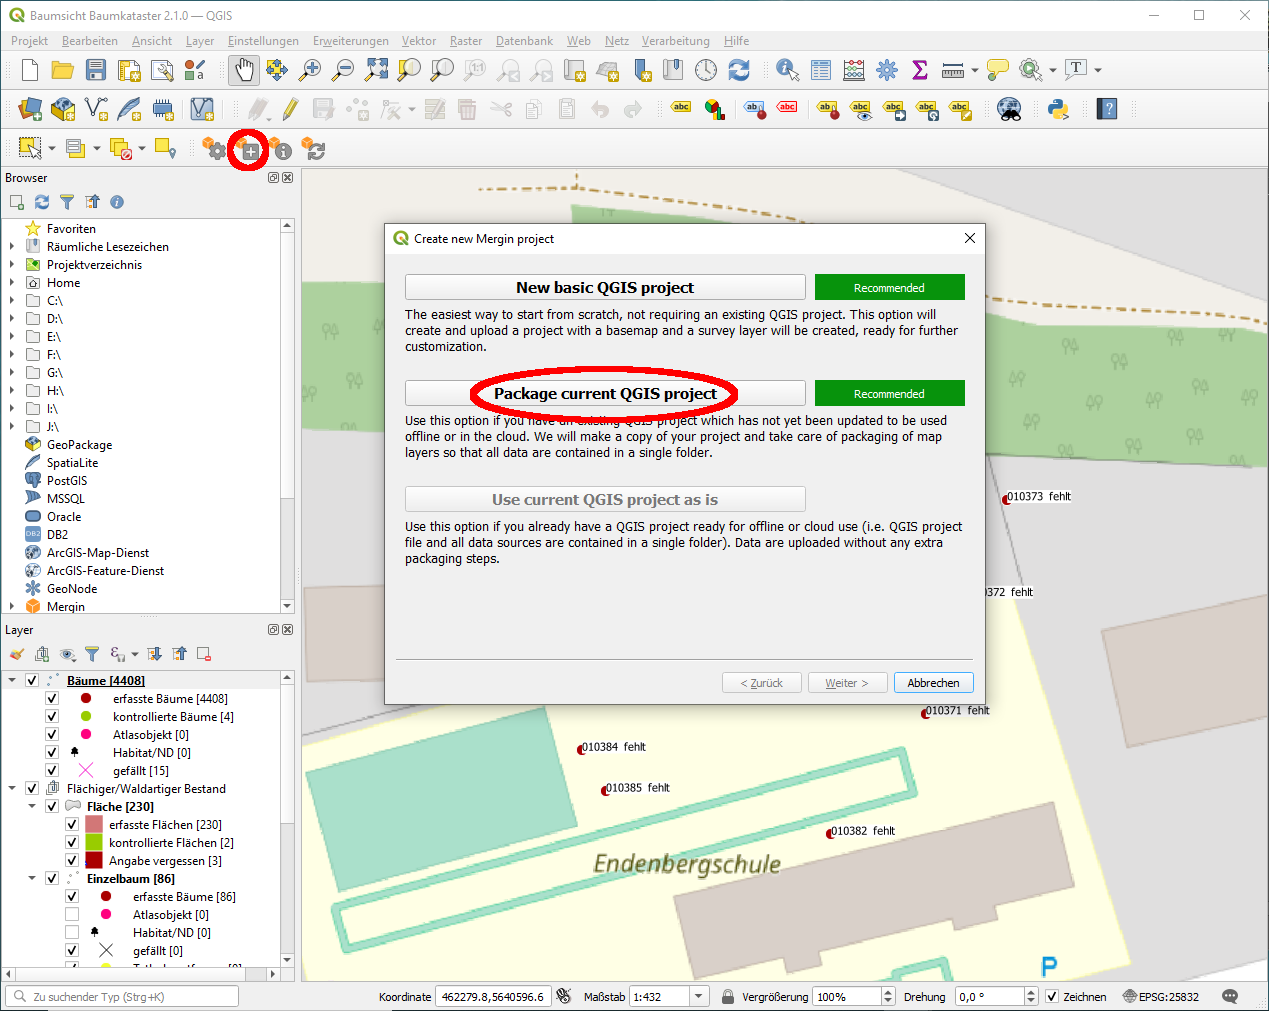 Baumsicht Baumkataster 2.1.0 — QGIS
Projekt Bearbeiten Ansicht Layer Einstellungen Erweiterungen Vektor Raster Datenbank Web Netz Verarbeitung Hilfe
Browser
Favoriten
Räumliche Lesezeichen
Projektverzeichnis
Home
C:\
D:\
E:\
F:\
G:\
H:\
I:\
J:\
GeoPackage
SpatiaLite
PostGIS
MSSQL
Oracle
DB2
ArcGIS-Map-Dienst
ArcGIS-Feature-Dienst
GeoNode
Mergin
Layer
Bäume [4408]
erfasste Bäume [4408]
kontrollierte Bäume [4]
Atlasobjekt [0]
Habitat/ND [0]
gefällt [15]
Flächiger/Waldartiger Bestand
Fläche [230]
erfasste Flächen [230]
kontrollierte Flächen [2]
Angabe vergessen [3]
Einzelbaum [86]
erfasste Bäume [86]
Atlasobjekt [0]
Habitat/ND [0]
gefällt [0]
Create new Mergin project
New basic QGIS project
Recommended
The easiest way to start from scratch, not requiring an existing QGIS project. This option will
create and upload a project with a basemap and a survey layer will be created, ready for further
customization.
Package current QGIS project
Recommended
Use this option if you have an existing QGIS project which has not yet been updated to be used
offline or in the cloud. We will make a copy of your project and take care of packaging of map
layers so that all data are contained in a single folder.
Use current QGIS project as is
Use this option if you already have a QGIS project ready for offline or cloud use (i.e. QGIS project
file and all data sources are contained in a single folder). Data are uploaded without any extra
packaging steps.
< Zurück
Weiter >
Abbrechen
010373 fehlt
372 fehlt
010371 fehlt
010384 fehlt
010385 fehlt
010382 fehlt
Endenbergschule
P
Zu suchender Typ (Strg+K)
Koordinate 462279.8,5640596.6 Maßstab 1:432 Vergrößerung 100% Drehung 0,0 ° Zeichnen EPSG:25832